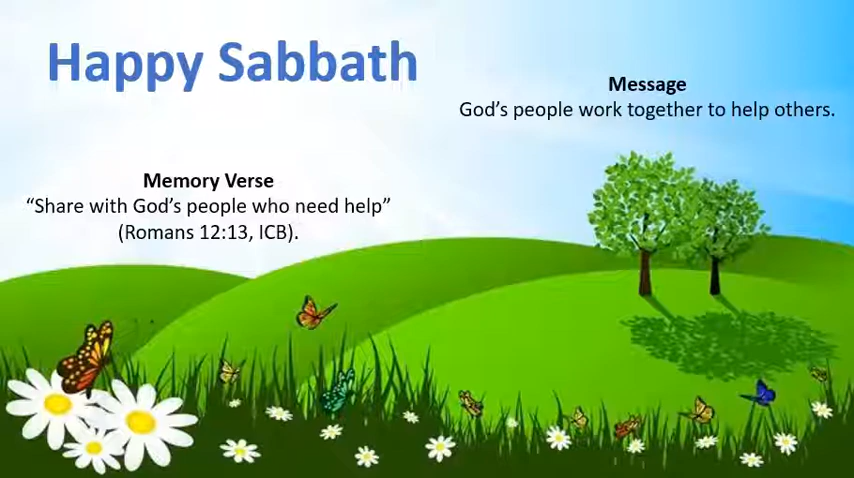 Happy Sabbath
Message
God’s people work together to help others.
Memory Verse
“Share with God’s people who need help”
(Romans 12:13, ICB).